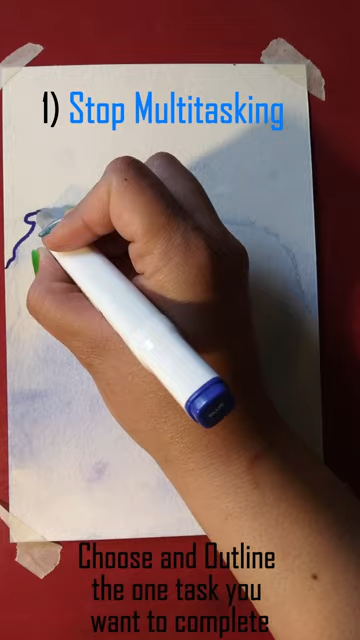 1) Stop Multitasking
Choose and Outline
the one task you
want to complete